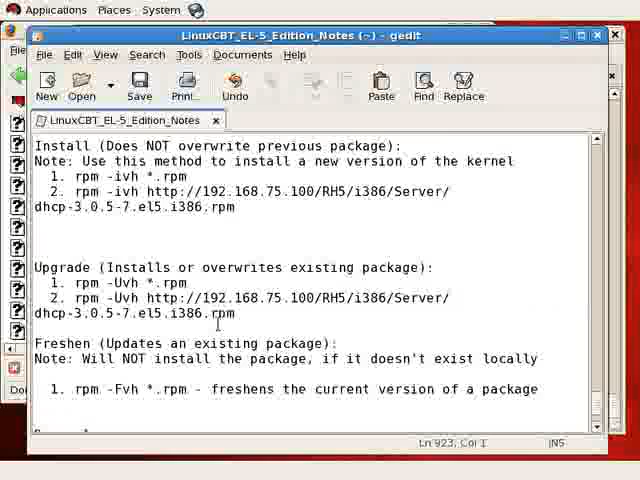 Applications Places System
LinuxCBT_EL-5_Edition_Notes (~) - gedit
File Edit View Search Tools Documents Help
New Open Save Print... Undo Paste Find Replace
LinuxCBT_EL-5_Edition_Notes
Install (Does NOT overwrite previous package):
Note: Use this method to install a new version of the kernel
1. rpm -ivh *.rpm
2. rpm -ivh http://192.168.75.100/RH5/i386/Server/
dhcp-3.0.5-7.el5.i386.rpm
Upgrade (Installs or overwrites existing package):
1. rpm -Uvh *.rpm
2. rpm -Uvh http://192.168.75.100/RH5/i386/Server/
dhcp-3.0.5-7.el5.i386.rpm
Freshen (Updates an existing package):
Note: Will NOT install the package, if it doesn't exist locally
1. rpm -Fvh *.rpm - freshens the current version of a package
Ln 923, Col 1 INS